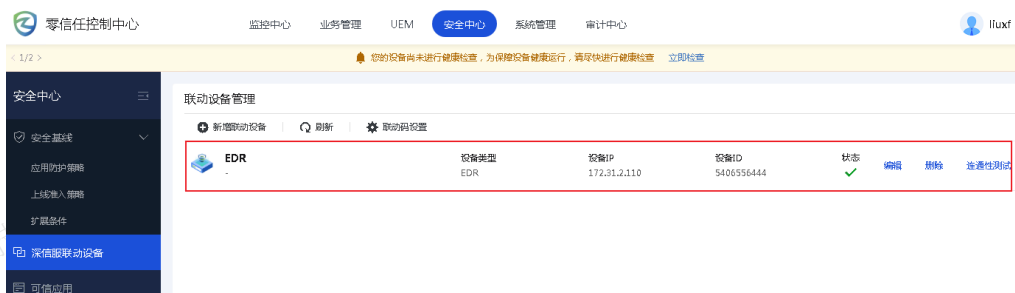 零信任控制中心 监控中心 业务管理 UEM 安全中心 系统管理 审计中心 liuxf
< 1/2 > 您的设备尚未进行健康检查，为保障设备健康运行，请尽快进行健康检查 立即检查
安全中心
联动设备管理
新增联动设备 刷新 联动码设置
安全基线
应用防护策略
上线准入策略
扩展条件
深信服联动设备
可信应用
EDR 设备类型 设备IP 设备ID 状态 编辑 删除 连通性测试
- EDR 172.31.2.110 5406556444